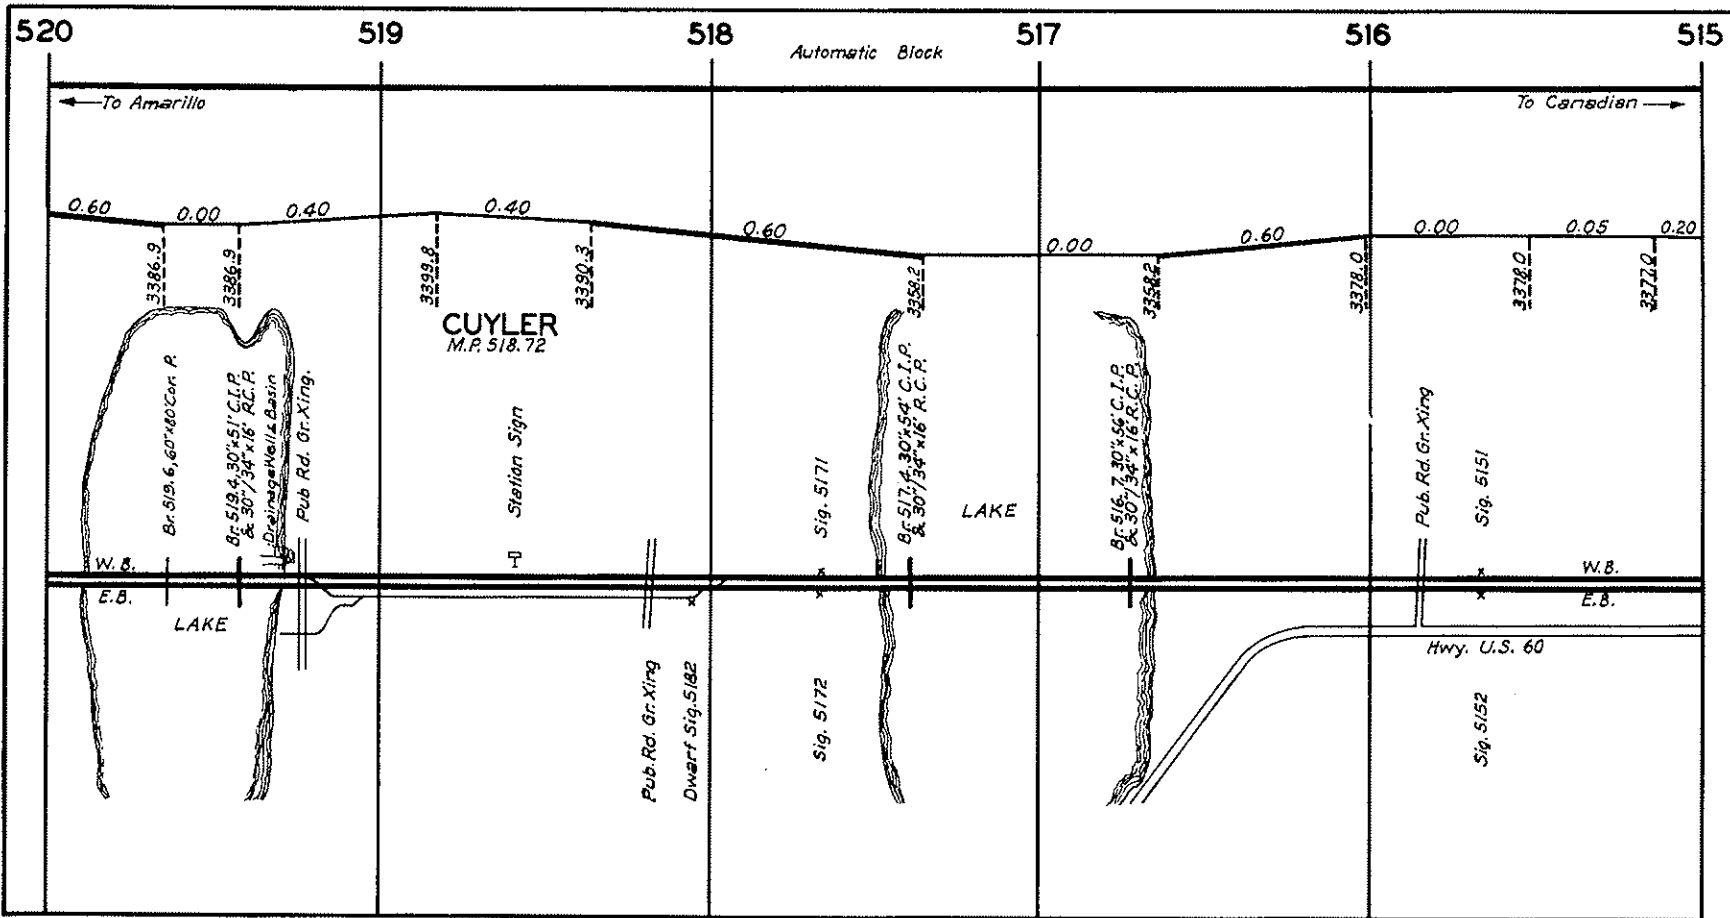 520 519 518 517 516 515
Automatic Block
To Amarillo
To Canadian
0.60 0.00 0.40 0.40 0.60 0.00 0.60 0.00 0.05 0.20
3386.9
3386.9
3399.8
3390.3
3358.2
3358.2
3378.0
3378.0
3377.0
CUYLER
M.P. 518.72
Br. 519.6, 60"x80' Cor. P.
Br. 519.4, 30"x51' C.I.P.
& 30"/34"x16' R.C.P.
Drainage Well & Basin
Pub Rd. Gr. Xing.
Station Sign
Sig. 5171
Br. 517.4, 30"x54' C.I.P.
& 30"/34"x16' R.C.P.
LAKE
Br. 516.7, 30"x56' C.I.P.
& 30"/34"x16' R.C.P.
Pub. Rd. Gr. Xing
Sig. 5151
W.B.
W.B.
E.B.
E.B.
LAKE
Hwy. U.S. 60
Pub. Rd. Gr. Xing
Dwarf Sig. 5182
Sig. 5172
Sig. 5152